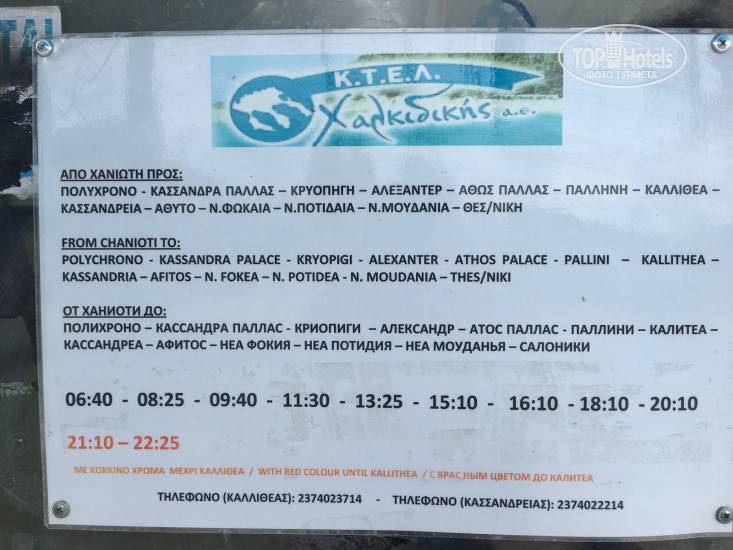 TAI
TOP Hotels
ФОТО ТУРИСТА
Κ.Τ.Ε.Λ.
Χαλκιδικής α.ε.
ΑΠΟ ΧΑΝΙΩΤΗ ΠΡΟΣ:
ΠΟΛΥΧΡΟΝΟ - ΚΑΣΣΑΝΔΡΑ ΠΑΛΛΑΣ – ΚΡΥΟΠΗΓΗ – ΑΛΕΞΑΝΤΕΡ – ΑΘΩΣ ΠΑΛΛΑΣ – ΠΑΛΛΗΝΗ – ΚΑΛΛΙΘΕΑ –
ΚΑΣΣΑΝΔΡΕΙΑ – ΑΘΥΤΟ – Ν.ΦΩΚΑΙΑ – Ν.ΠΟΤΙΔΑΙΑ – Ν.ΜΟΥΔΑΝΙΑ – ΘΕΣ/ΝΙΚΗ
FROM CHANIOTI TO:
POLYCHRONO - KASSANDRA PALACE - KRYOPIGI – ALEXANTER – ATHOS PALACE - PALLINI – KALLITHEA –
KASSANDRIA – AFITOS – N. FOKEA – N. POTIDEA - N. MOUDANIA – THES/NIKI
ОТ ХАНИОТИ ДО:
ПОЛИХРОНО – КАССАНДРА ПАЛЛАС - КРИОПИГИ – АЛЕКСАНДР – АТОС ПАЛЛАС - ПАЛЛИНИ – КАЛИТЕА –
КАССАНДРЕА – АФИТОС – НЕА ФОКИЯ – НЕА ПОТИДИЯ – НЕА МОУДАНЬЯ – САЛОНИКИ
06:40 - 08:25 - 09:40 - 11:30 - 13:25 - 15:10 - 16:10 - 18:10 - 20:10
21:10 – 22:25
ΜΕ ΚΟΚΚΙΝΟ ΧΡΩΜΑ ΜΕΧΡΙ ΚΑΛΛΙΘΕΑ / WITH RED COLOUR UNTIL KALLITHEA / С КРАС НЫМ ЦВЕТОМ ДО КАЛИТЕА
ΤΗΛΕΦΩΝΟ (ΚΑΛΛΙΘΕΑΣ): 2374023714 - ΤΗΛΕΦΩΝΟ (ΚΑΣΣΑΝΔΡΕΙΑΣ): 2374022214